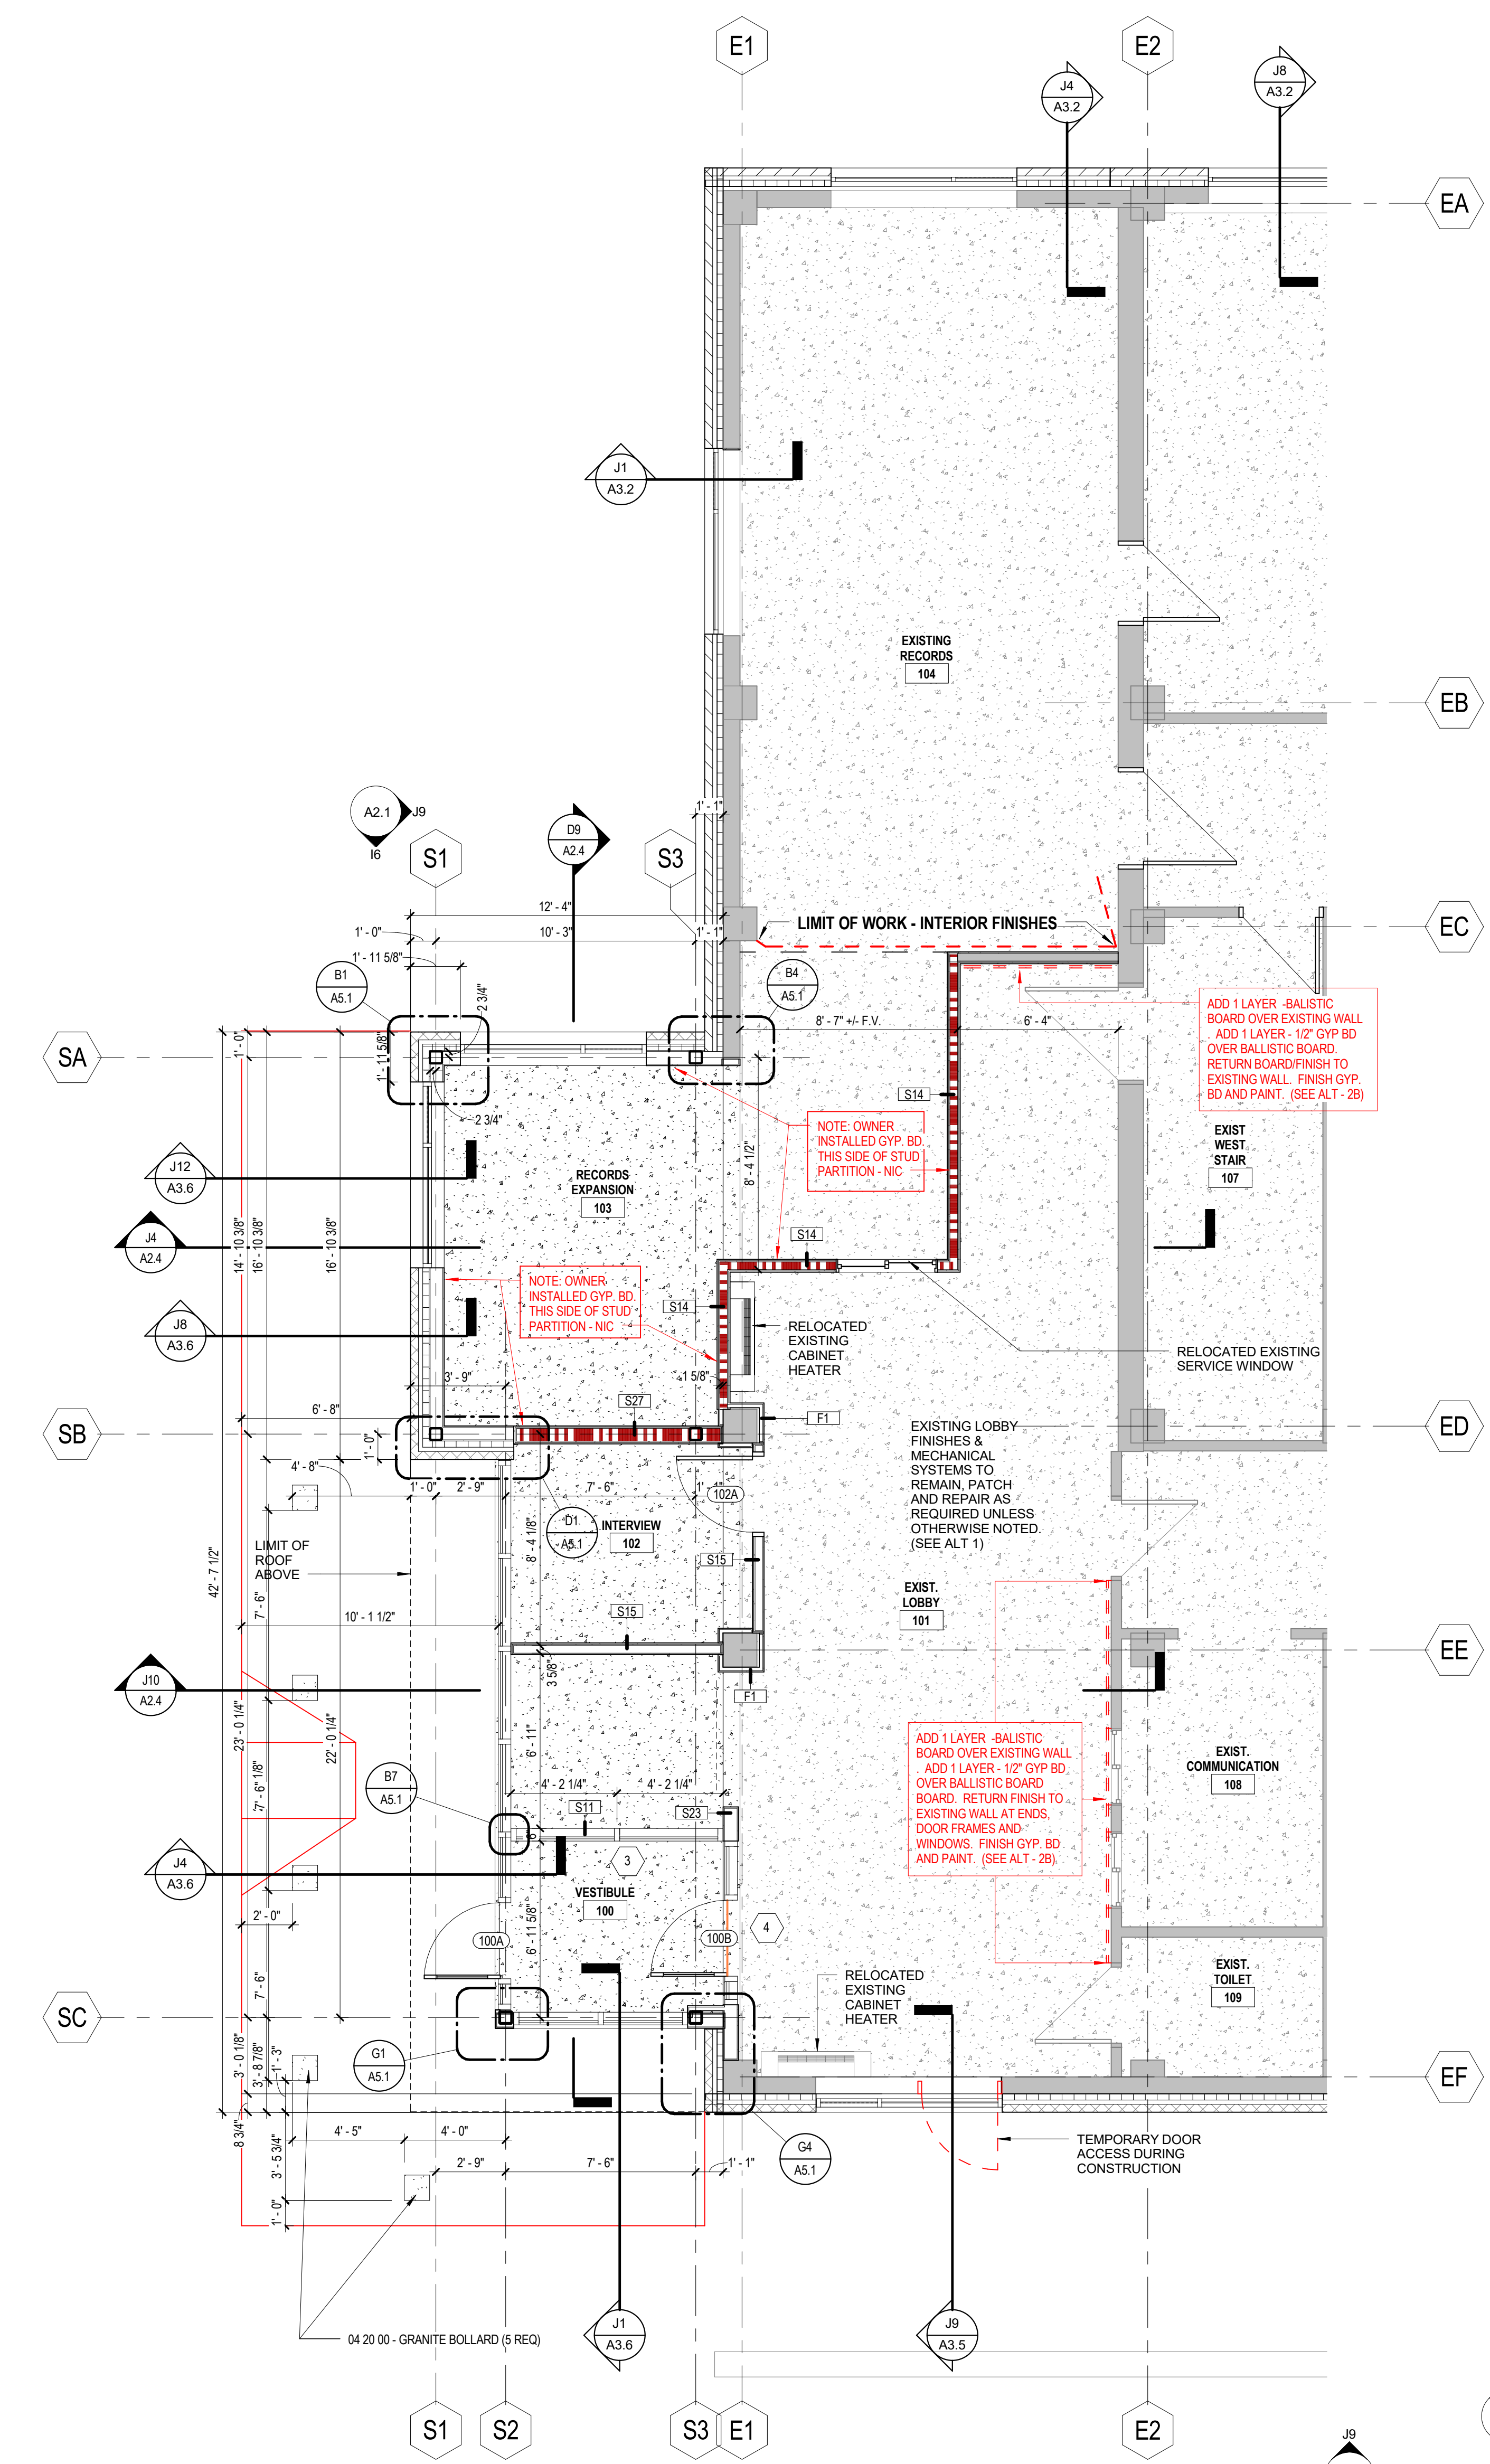 E1
E2
J4
A3.2
J8
A3.2
EA
J1
A3.2
EXISTING
RECORDS
104
EB
A2.1
J9
I6
S1
D9
A2.4
S3
1' - 1"
12' - 4"
1' - 0"
10' - 3"
1' - 1"
LIMIT OF WORK - INTERIOR FINISHES
EC
1' - 11 5/8"
B1
A5.1
2 3/4"
B4
A5.1
8' - 7" +/- F.V.
6' - 4"
ADD 1 LAYER -BALISTIC
BOARD OVER EXISTING WALL
. ADD 1 LAYER - 1/2" GYP BD
OVER BALLISTIC BOARD.
RETURN BOARD/FINISH TO
EXISTING WALL. FINISH GYP.
BD AND PAINT. (SEE ALT - 2B)
SA
1' - 0"
1' - 11 5/8"
2 3/4"
S14
NOTE: OWNER
INSTALLED GYP. BD.
THIS SIDE OF STUD
PARTITION - NIC
EXIST
WEST
STAIR
107
J12
A3.6
RECORDS
EXPANSION
103
8' - 4 1/2"
J4
A2.4
14' - 10 3/8"
16' - 10 3/8"
16' - 10 3/8"
S14
NOTE: OWNER
INSTALLED GYP. BD.
THIS SIDE OF STUD
PARTITION - NIC
S14
J8
A3.6
RELOCATED
EXISTING
CABINET
HEATER
RELOCATED EXISTING
SERVICE WINDOW
3' - 9"
1 5/8"
S27
6' - 8"
F1
SB
ED
1' - 0"
4' - 8"
1' - 0"
2' - 9"
7' - 6"
1' - 1"
102A
EXISTING LOBBY
FINISHES &
MECHANICAL
SYSTEMS TO
REMAIN, PATCH
AND REPAIR AS
REQUIRED UNLESS
OTHERWISE NOTED.
(SEE ALT 1)
D1
A5.1
INTERVIEW
102
8' - 4 1/8"
LIMIT OF
ROOF
ABOVE
S15
42' - 7 1/2"
7' - 6"
EXIST.
LOBBY
101
10' - 1 1/2"
S15
EE
3 5/8"
J10
A2.4
F1
23' - 0 1/4"
22' - 0 1/4"
6' - 11"
ADD 1 LAYER -BALISTIC
BOARD OVER EXISTING WALL
. ADD 1 LAYER - 1/2" GYP BD
OVER BALLISTIC BOARD
BOARD. RETURN FINISH TO
EXISTING WALL AT ENDS,
DOOR FRAMES AND
WINDOWS. FINISH GYP. BD
AND PAINT. (SEE ALT - 2B)
EXIST.
COMMUNICATION
108
B7
A5.1
7' - 6 1/8"
4' - 2 1/4"
4' - 2 1/4"
S11
S23
6"
J4
A3.6
3
VESTIBULE
100
2' - 0"
6' - 11 5/8"
100A
100B
4
7' - 6"
RELOCATED
EXISTING
CABINET
HEATER
EXIST.
TOILET
109
SC
3' - 0 1/8"
3' - 8 7/8"
1' - 3"
G1
A5.1
EF
8 3/4"
4' - 5"
4' - 0"
3' - 5 3/4"
2' - 9"
7' - 6"
1' - 1"
G4
A5.1
TEMPORARY DOOR
ACCESS DURING
CONSTRUCTION
1' - 0"
04 20 00 - GRANITE BOLLARD (5 REQ)
J1
A3.6
J9
A3.5
S1
S2
S3
E1
E2
J9